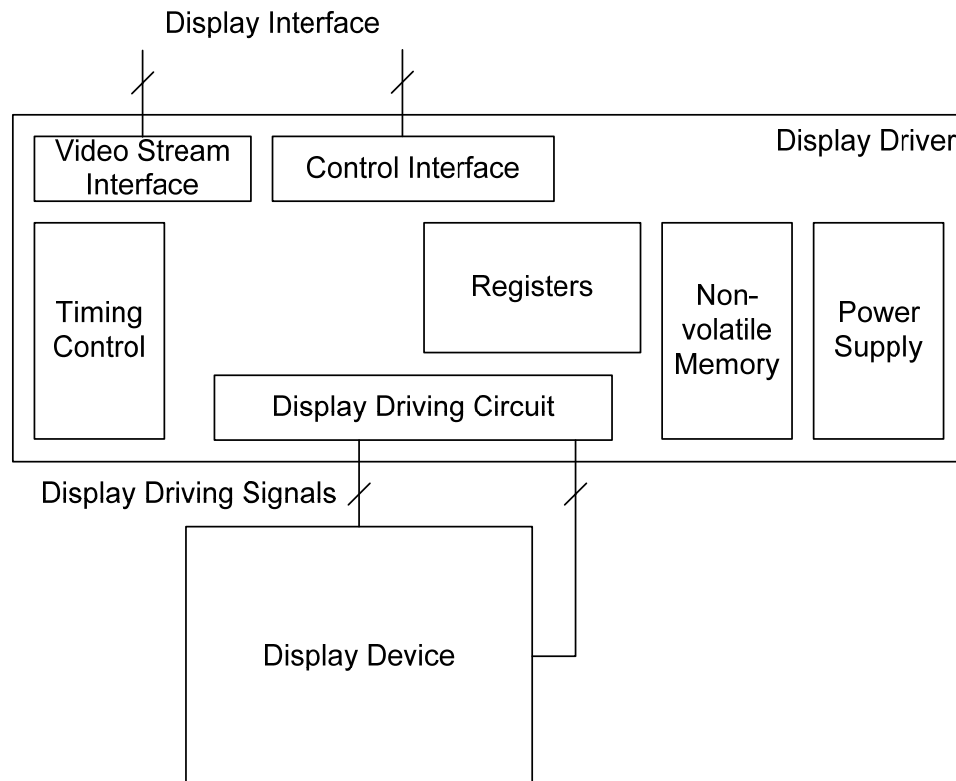 Display Interface
Display Driver
Video Stream
Interface
Control Interface
Timing
Control
Registers
Non-
volatile
Memory
Power
Supply
Display Driving Circuit
Display Driving Signals
Display Device